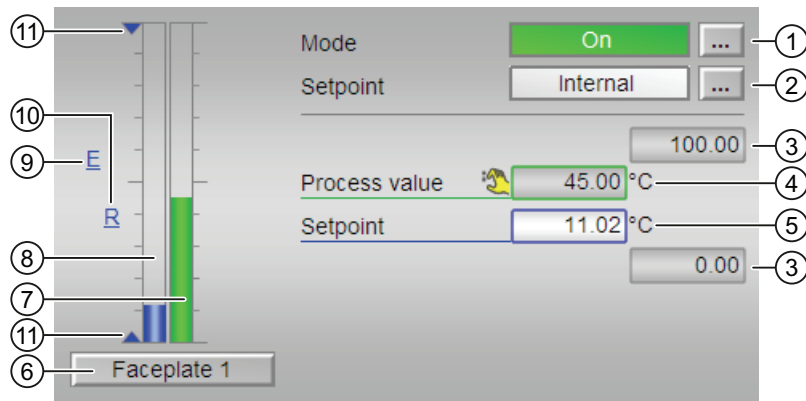 11
Mode
On
...
1
Setpoint
Internal
...
2
10
100.00
3
9
E
Process value
45.00
°C
4
R
Setpoint
11.02
°C
5
8
0.00
3
7
11
6
Faceplate 1